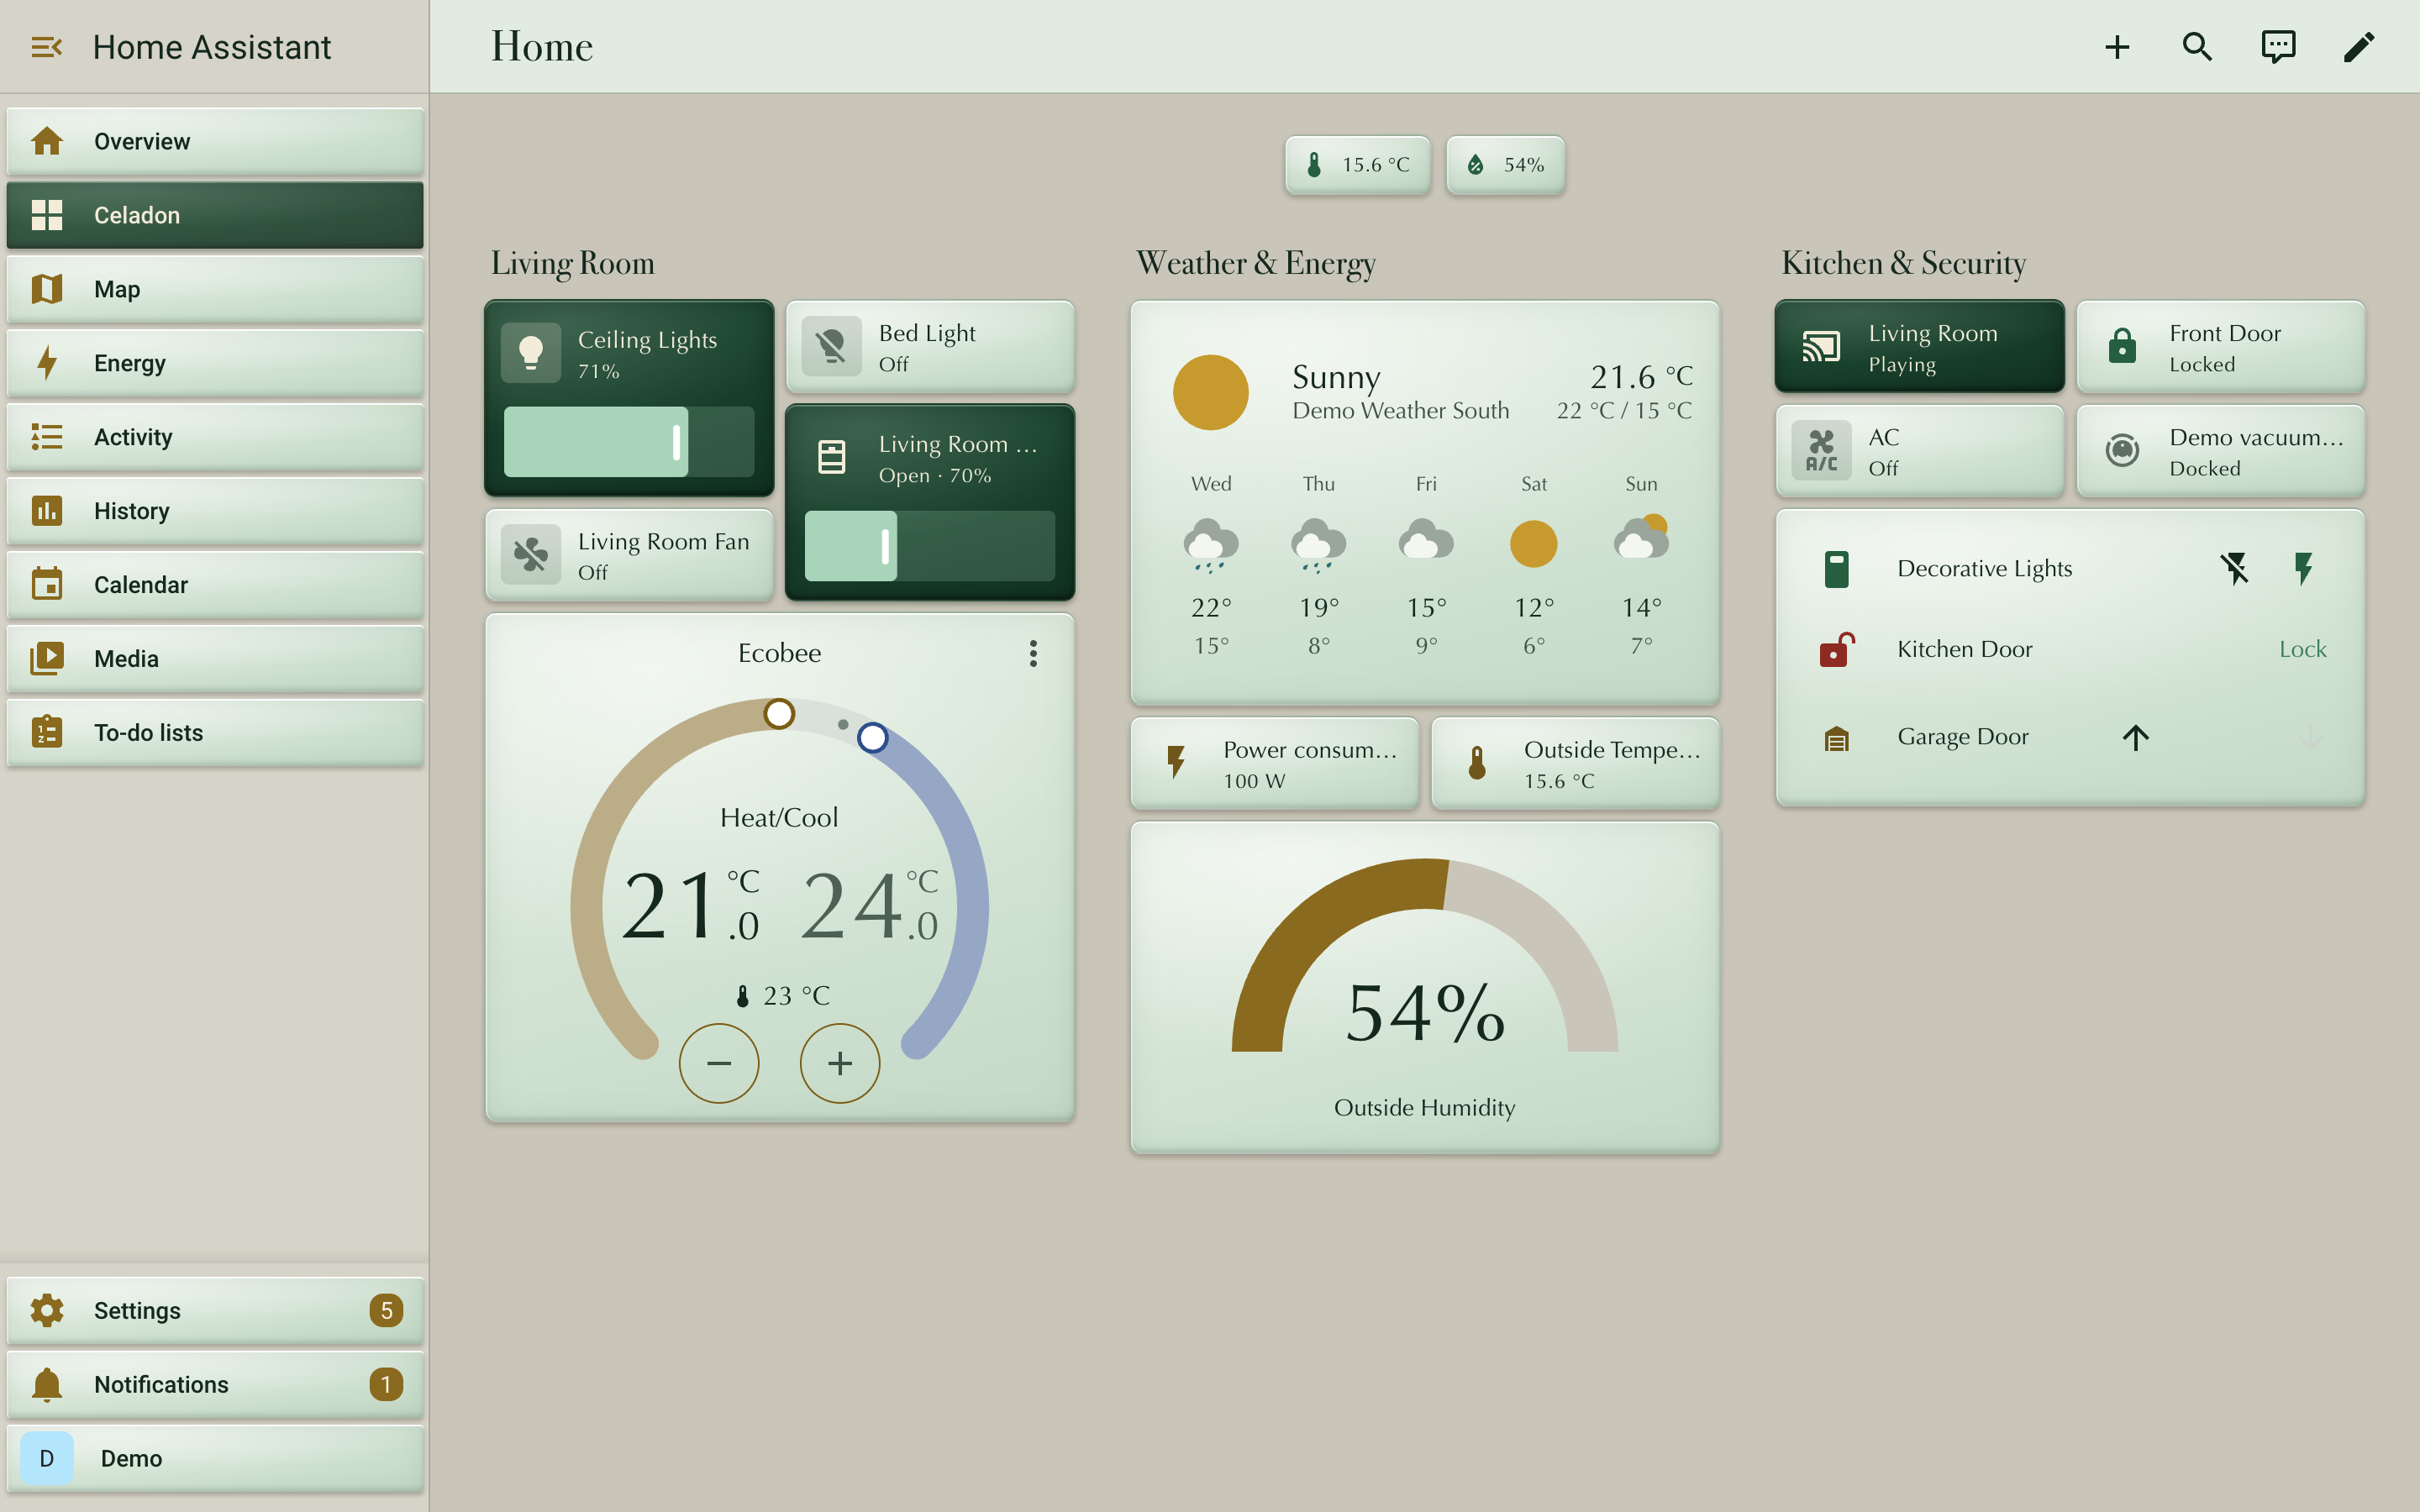 Home Assistant
Overview
Celadon
Map
Energy
Activity
History
Calendar
Media
To-do lists
Settings 5
Notifications 1
D Demo
Home
15.6 °C
54%
Living Room
Ceiling Lights
71%
Bed Light
Off
Living Room ...
Open · 70%
Living Room Fan
Off
Ecobee
Heat/Cool
21.0 °C 24.0 °C
23 °C
Weather & Energy
Sunny 21.6 °C
Demo Weather South 22 °C / 15 °C
Wed Thu Fri Sat Sun
22° 19° 15° 12° 14°
15° 8° 9° 6° 7°
Power consum...
100 W
Outside Tempe...
15.6 °C
54%
Outside Humidity
Kitchen & Security
Living Room
Playing
Front Door
Locked
A/C
AC
Off
Demo vacuum...
Docked
Decorative Lights
Kitchen Door Lock
Garage Door